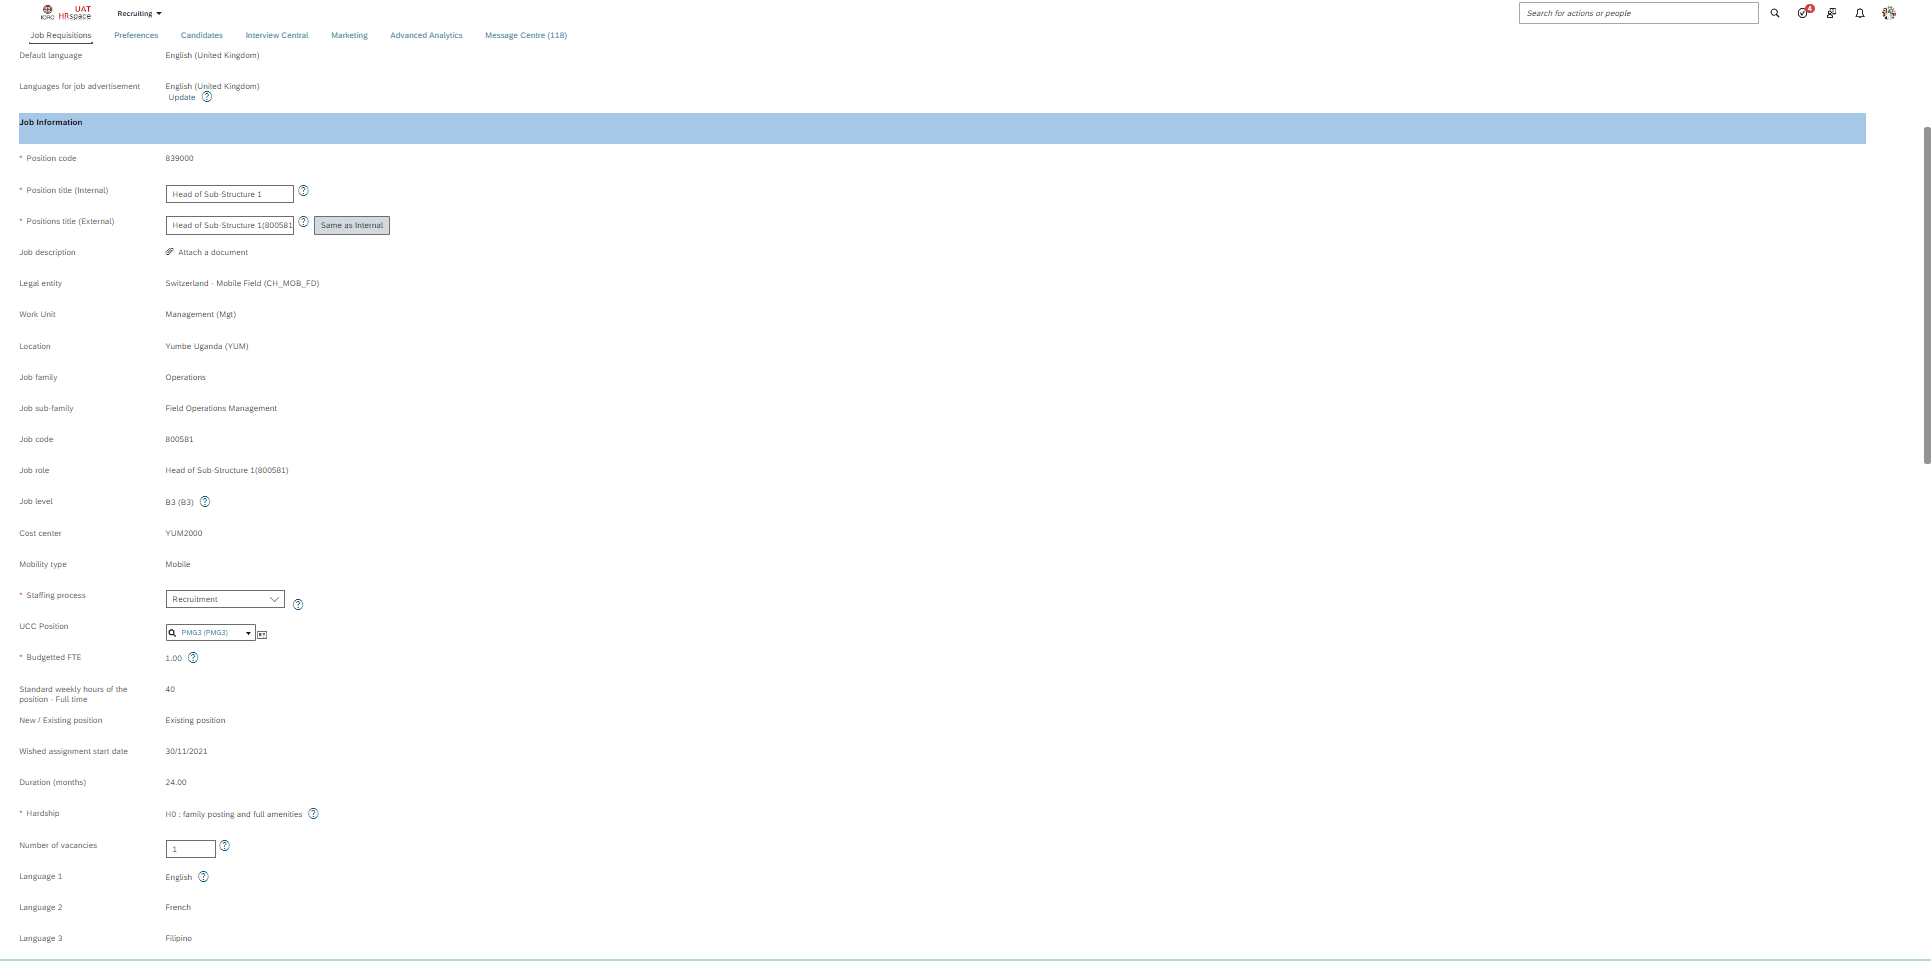 ICRC UAT HRspace
Recruiting
Search for actions or people
4
Job Requisitions Preferences Candidates Interview Central Marketing Advanced Analytics Message Centre (118)
Default language English (United Kingdom)
Languages for job advertisement English (United Kingdom)
Update ?
Job Information
* Position code 839000
* Position title (Internal) Head of Sub-Structure 1 ?
* Positions title (External) Head of Sub-Structure 1(800581 ? Same as Internal
Job description Attach a document
Legal entity Switzerland - Mobile Field (CH_MOB_FD)
Work Unit Management (Mgt)
Location Yumbe Uganda (YUM)
Job family Operations
Job sub-family Field Operations Management
Job code 800581
Job role Head of Sub-Structure 1(800581)
Job level B3 (B3) ?
Cost center YUM2000
Mobility type Mobile
* Staffing process Recruitment ?
UCC Position PMG3 (PMG3)
* Budgetted FTE 1.00 ?
Standard weekly hours of the
position - Full time 40
New / Existing position Existing position
Wished assignment start date 30/11/2021
Duration (months) 24.00
* Hardship H0 : family posting and full amenities ?
Number of vacancies 1 ?
Language 1 English ?
Language 2 French
Language 3 Filipino